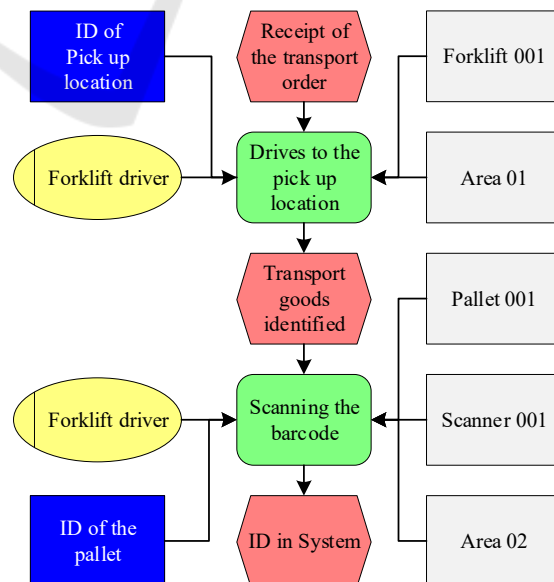 ID of
Pick up
location
Receipt of
the transport
order
Forklift 001
Forklift driver
Drives to the
pick up
location
Area 01
Transport
goods
identified
Pallet 001
Forklift driver
Scanning the
barcode
Scanner 001
ID of the
pallet
ID in System
Area 02